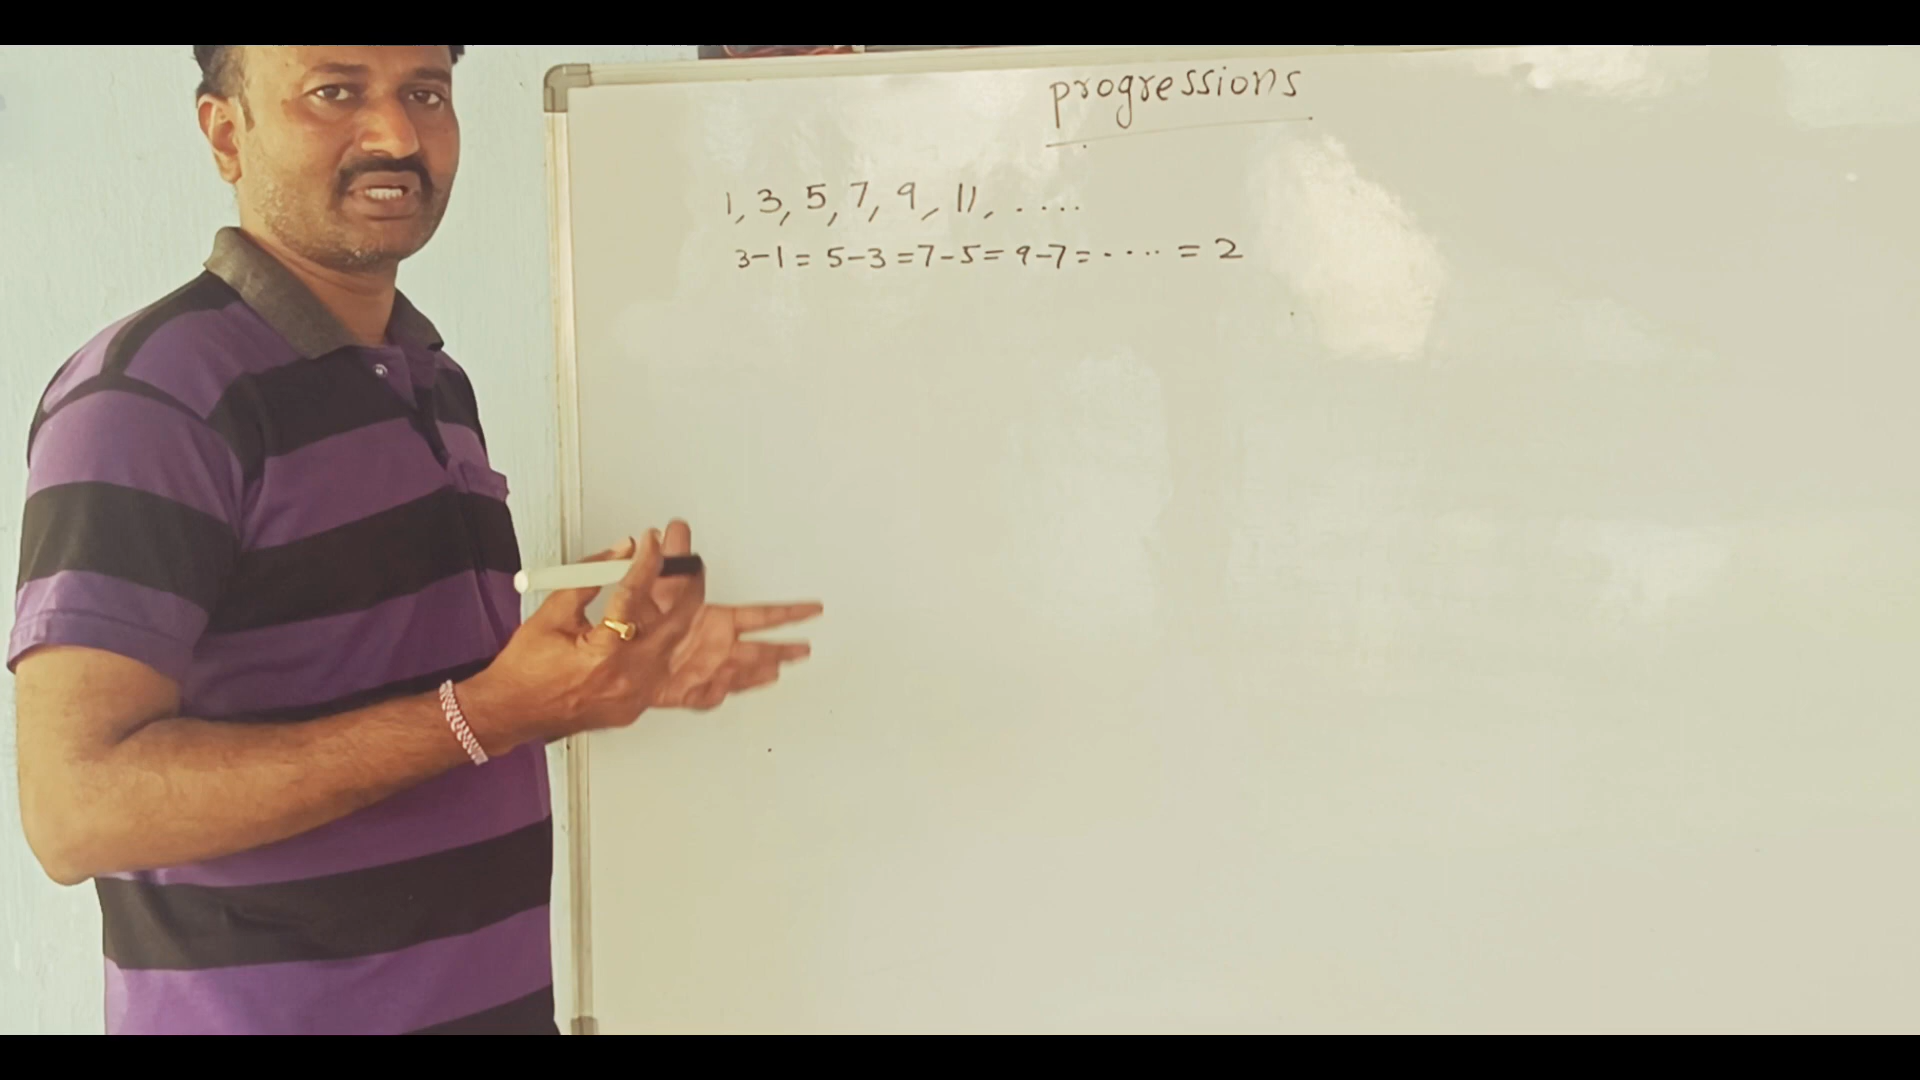 progressions
1, 3, 5, 7, 9, 11, ....
3-1 = 5-3 = 7-5 = 9-7 = ..... = 2